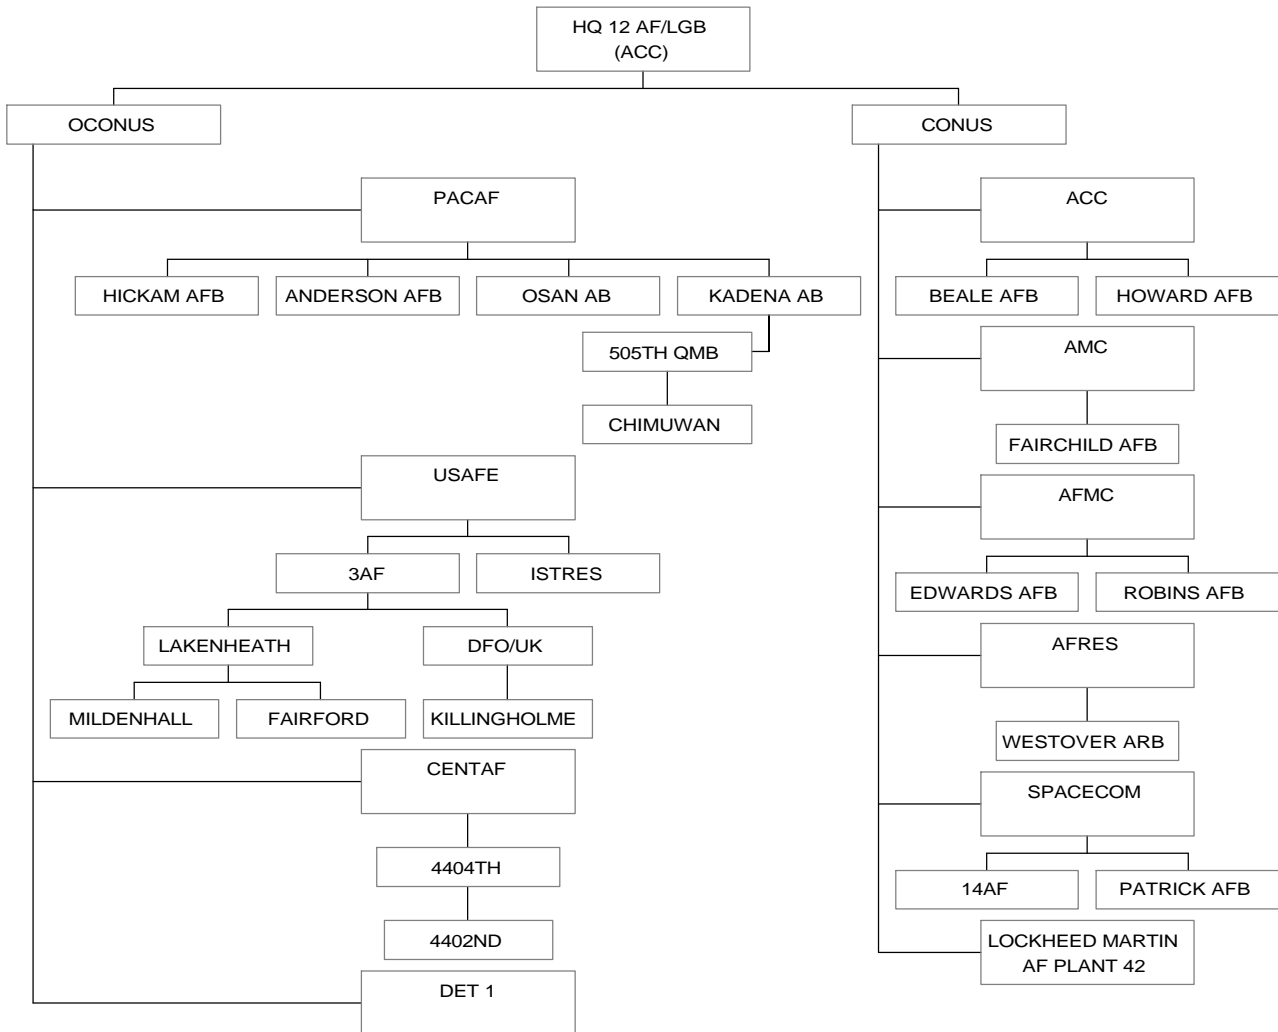 HQ 12 AF/LGB
(ACC)
OCONUS
CONUS
PACAF
ACC
HICKAM AFB
ANDERSON AFB
OSAN AB
KADENA AB
BEALE AFB
HOWARD AFB
505TH QMB
AMC
CHIMUWAN
FAIRCHILD AFB
USAFE
AFMC
3AF
ISTRES
EDWARDS AFB
ROBINS AFB
LAKENHEATH
DFO/UK
AFRES
MILDENHALL
FAIRFORD
KILLINGHOLME
WESTOVER ARB
CENTAF
SPACECOM
4404TH
14AF
PATRICK AFB
4402ND
LOCKHEED MARTIN
AF PLANT 42
DET 1